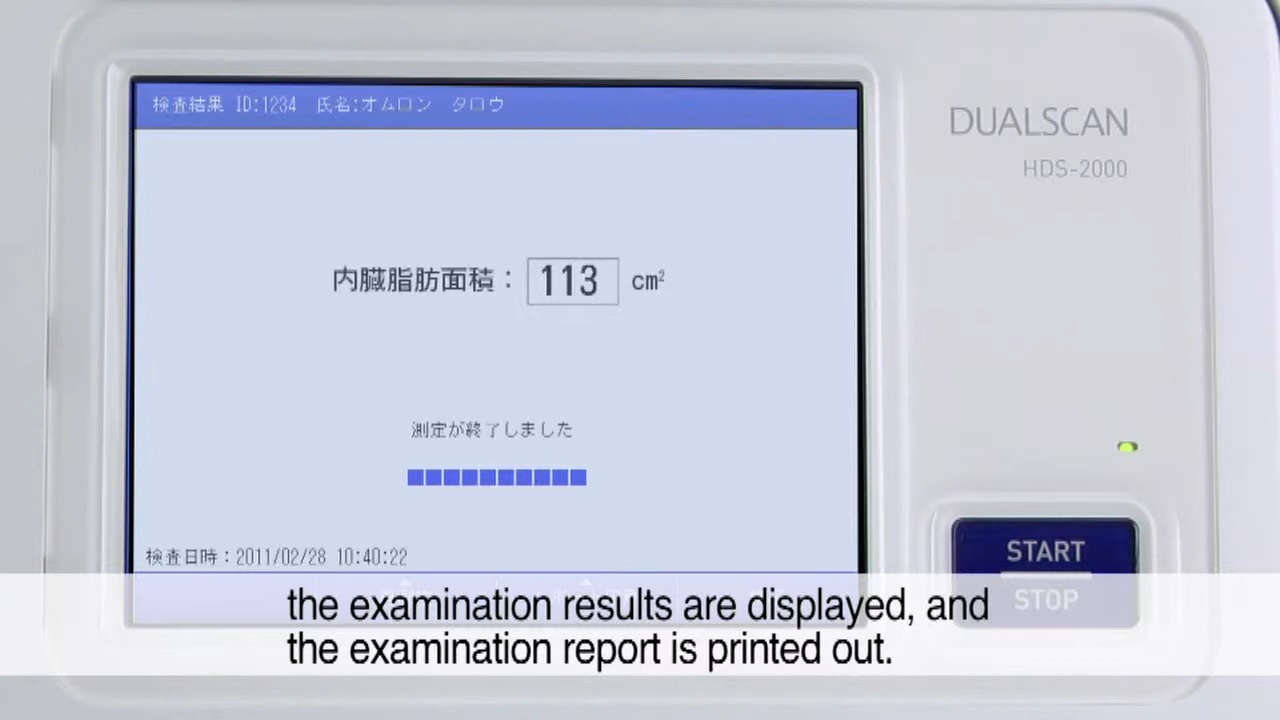 検査結果 ID:1234 氏名:オムロン タロウ
DUALSCAN
HDS-2000
内臓脂肪面積： 113 cm²
測定が終了しました
検査日時：2011/02/28 10:40:22
START
STOP
the examination results are displayed, and
the examination report is printed out.